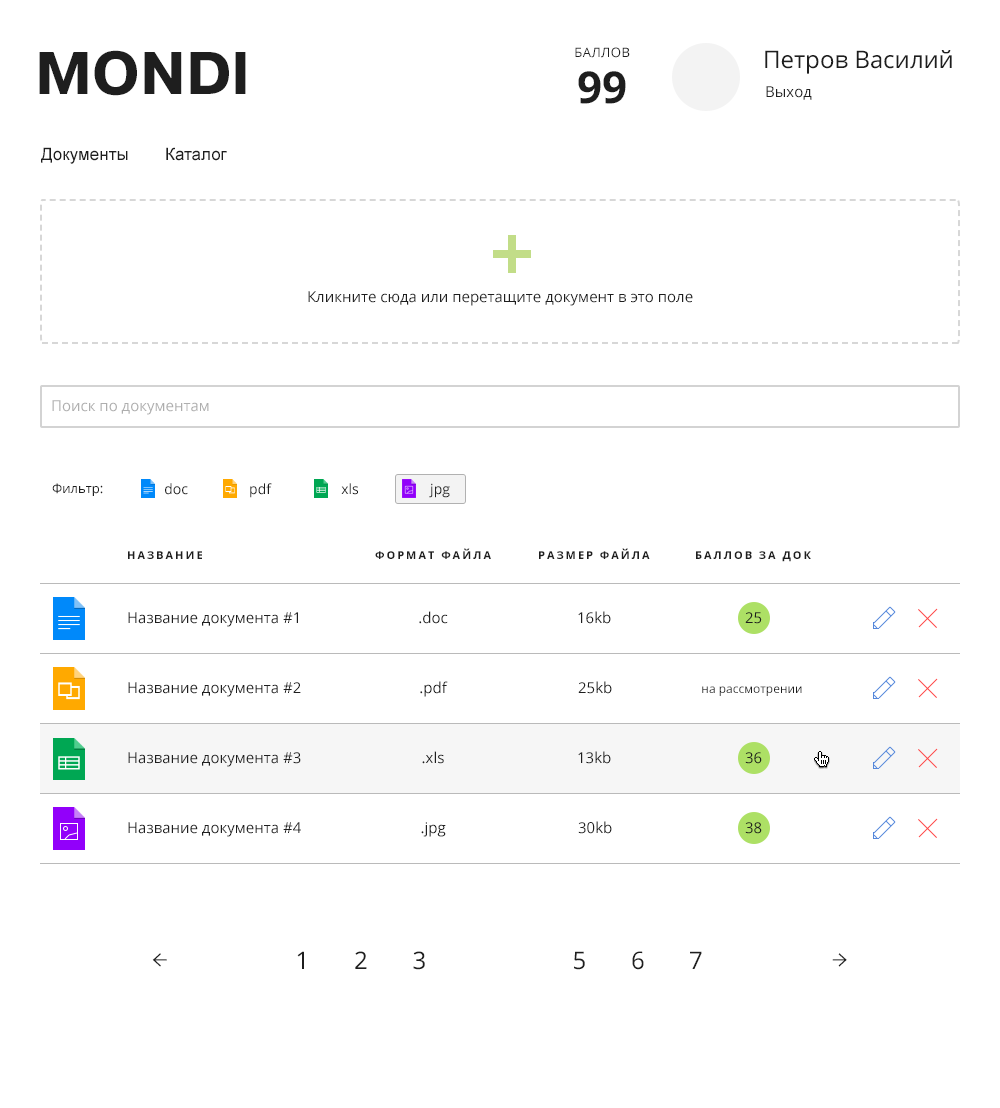 MONDI
БАЛЛОВ
99
Петров Василий
Выход
Документы Каталог
Кликните сюда или перетащите документ в это поле
Поиск по документам
Фильтр: doc pdf xls jpg
НАЗВАНИЕ ФОРМАТ ФАЙЛА РАЗМЕР ФАЙЛА БАЛЛОВ ЗА ДОК
Название документа #1 .doc 16kb 25
Название документа #2 .pdf 25kb на рассмотрении
Название документа #3 .xls 13kb 36
Название документа #4 .jpg 30kb 38
1 2 3 5 6 7